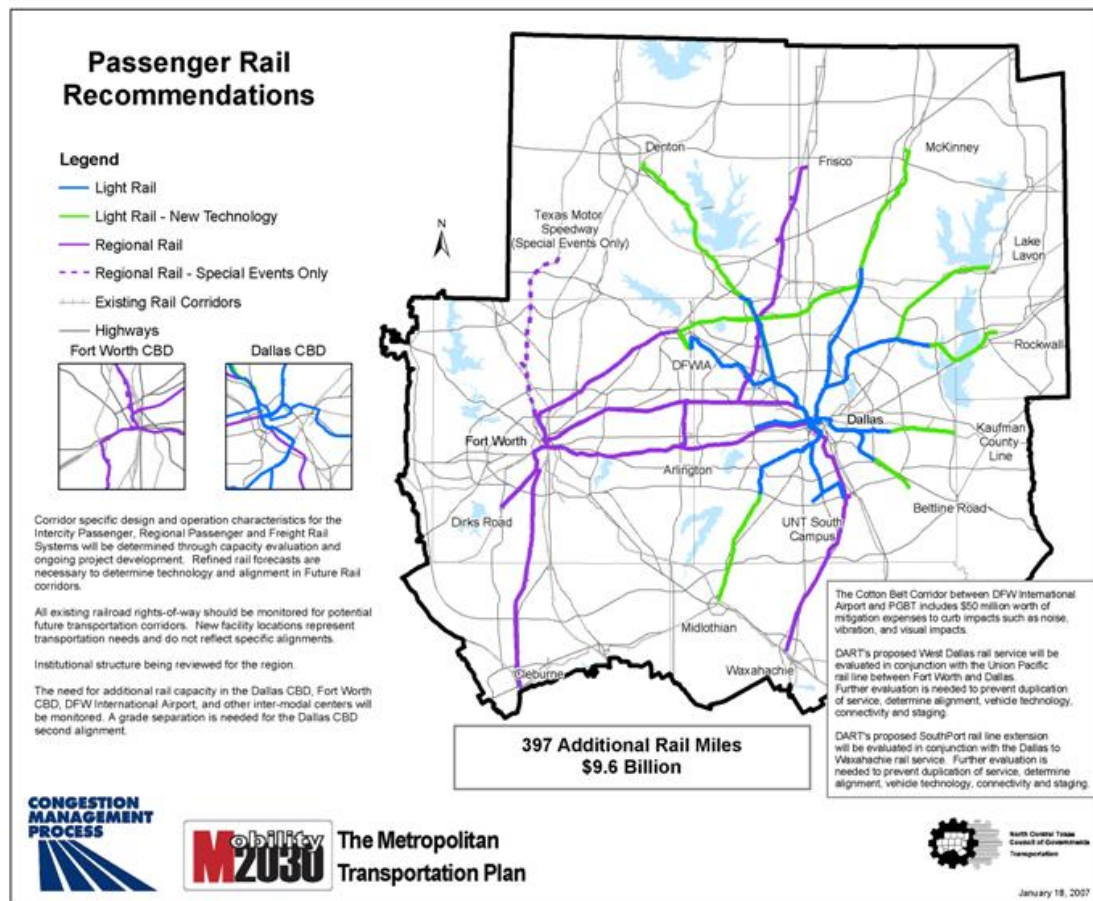 Passenger Rail
Recommendations
Legend
Light Rail
Light Rail - New Technology
Regional Rail
Regional Rail - Special Events Only
Existing Rail Corridors
Highways
Fort Worth CBD
Dallas CBD
N
Denton
Frisco
McKinney
Texas Motor
Speedway
(Special Events Only)
Lake
Lavon
Rockwall
DFWIA
Dallas
Fort Worth
Arlington
Kaufman
County
Line
Beltline Road
Dirks Road
UNT South
Campus
Midlothian
Cleburne
Waxahachie
Corridor specific design and operation characteristics for the
Intercity Passenger, Regional Passenger and Freight Rail
Systems will be determined through capacity evaluation and
ongoing project development. Refined rail forecasts are
necessary to determine technology and alignment in Future Rail
corridors.
All existing railroad rights-of-way should be monitored for potential
future transportation corridors. New facility locations represent
transportation needs and do not reflect specific alignments.
Institutional structure being reviewed for the region.
The need for additional rail capacity in the Dallas CBD, Fort Worth
CBD, DFW International Airport, and other inter-modal centers will
be monitored. A grade separation is needed for the Dallas CBD
second alignment.
The Cotton Belt Corridor between DFW International
Airport and PGBT includes $50 million worth of
mitigation expenses to curb impacts such as noise,
vibration, and visual impacts.
DART's proposed West Dallas rail service will be
evaluated in conjunction with the Union Pacific
rail line between Fort Worth and Dallas.
Further evaluation is needed to prevent duplication
of service, determine alignment, vehicle technology,
connectivity and staging.
DART's proposed SouthPort rail line extension
will be evaluated in conjunction with the Dallas to
Waxahachie rail service. Further evaluation is
needed to prevent duplication of service, determine
alignment, vehicle technology, connectivity and staging.
397 Additional Rail Miles
$9.6 Billion
CONGESTION
MANAGEMENT
PROCESS
Mobility
2030
The Metropolitan
Transportation Plan
North Central Texas
Council of Governments
Transportation
January 18, 2007